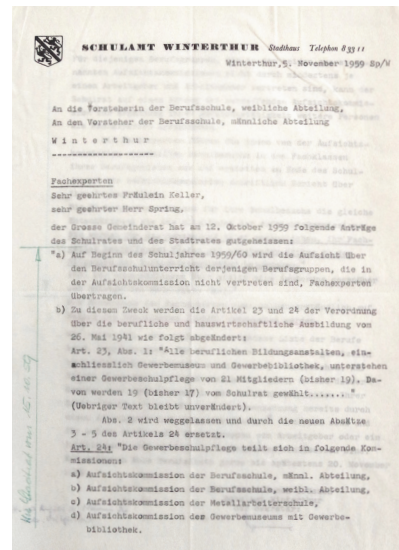 SCHULAMT WINTERTHUR Stadthaus Telephon 8 33 11
Winterthur, 5. November 1959 Sp/W
An die Vorsteherin der Berufsschule, weibliche Abteilung,
An den Vorsteher der Berufsschule, männliche Abteilung
W i n t e r t h u r
-------------------
Fachexperten
Sehr geehrtes Fräulein Keller,
sehr geehrter Herr Spring,
der Grosse Gemeinderat hat am 12. Oktober 1959 folgende Anträge
des Schulrates und des Stadtrates gutgeheissen:
"a) Auf Beginn des Schuljahres 1959/60 wird die Aufsicht über
den Berufsschulunterricht derjenigen Berufsgruppen, die in
der Aufsichtskommission nicht vertreten sind, Fachexperten
übertragen.
b) Zu diesem Zweck werden die Artikel 23 und 24 der Verordnung
über die berufliche und hauswirtschaftliche Ausbildung vom
26. Mai 1941 wie folgt abgeändert:
Art. 23, Abs. 1: "Alle beruflichen Bildungsanstalten, ein-
schliesslich Gewerbemuseum und Gewerbebibliothek, unterstehen
einer Gewerbeschulpflege von 21 Mitgliedern (bisher 19). Da-
von werden 19 (bisher 17) vom Schulrat gewählt....... "
(Uebriger Text bleibt unverändert).
Abs. 2 wird weggelassen und durch die neuen Absätze
3 - 5 des Artikels 24 ersetzt.
Art. 24: "Die Gewerbeschulpflege teilt sich in folgende Kom-
missionen:
a) Aufsichtskommission der Berufsschule, männl. Abteilung,
b) Aufsichtskommission der Berufsschule, weibl. Abteilung,
c) Aufsichtskommission der Metallarbeiterschule,
d) Aufsichtskommission des Gewerbemuseums mit Gewerbe-
bibliothek.